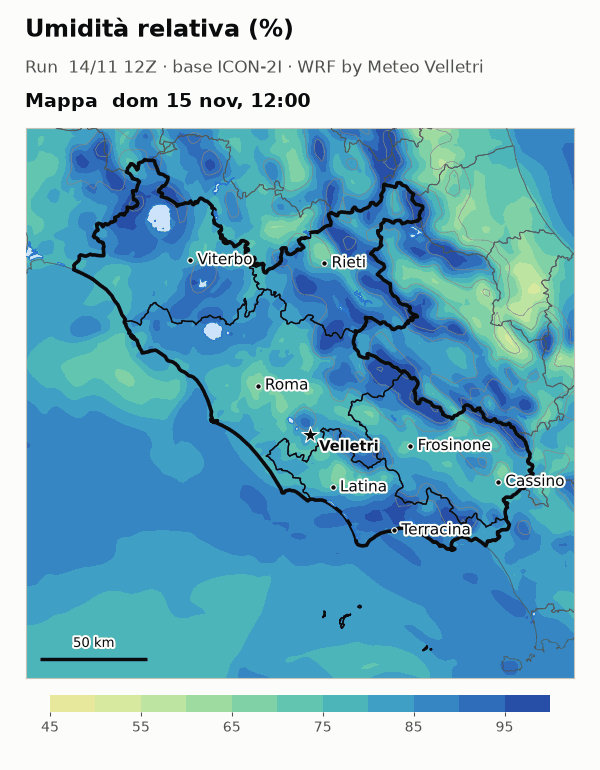 Umidità relativa (%)
Run  14/11 12Z · base ICON-2I · WRF by Meteo Velletri
Mappa  dom 15 nov, 12:00
Viterbo
Rieti
Roma
Velletri
Frosinone
Cassino
Latina
Terracina
50 km
45 55 65 75 85 95